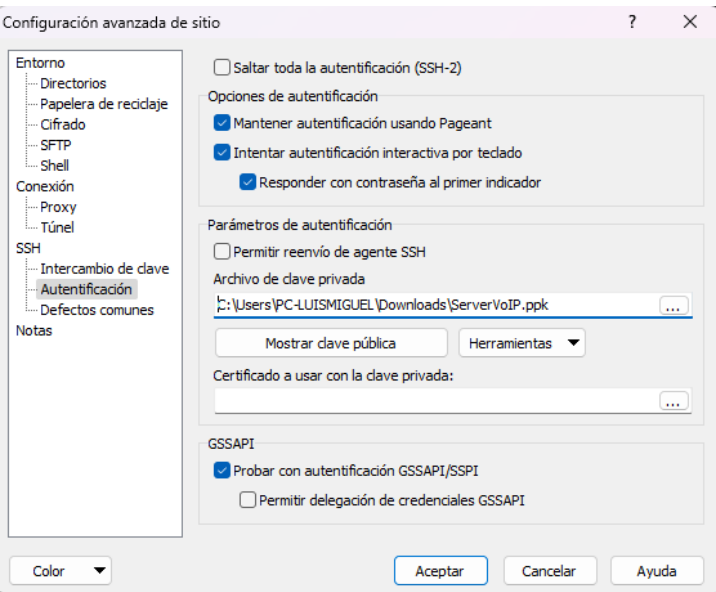 Configuración avanzada de sitio
?
Entorno
Directorios
Papelera de reciclaje
Cifrado
SFTP
Shell
Conexión
Proxy
Túnel
SSH
Intercambio de clave
Autentificación
Defectos comunes
Notas
Saltar toda la autentificación (SSH-2)
Opciones de autentificación
Mantener autentificación usando Pageant
Intentar autentificación interactiva por teclado
Responder con contraseña al primer indicador
Parámetros de autentificación
Permitir reenvío de agente SSH
Archivo de clave privada
C:\Users\PC-LUISMIGUEL\Downloads\ServerVoIP.ppk
...
Mostrar clave pública
Herramientas
Certificado a usar con la clave privada:
...
GSSAPI
Probar con autentificación GSSAPI/SSPI
Permitir delegación de credenciales GSSAPI
Color
Aceptar
Cancelar
Ayuda